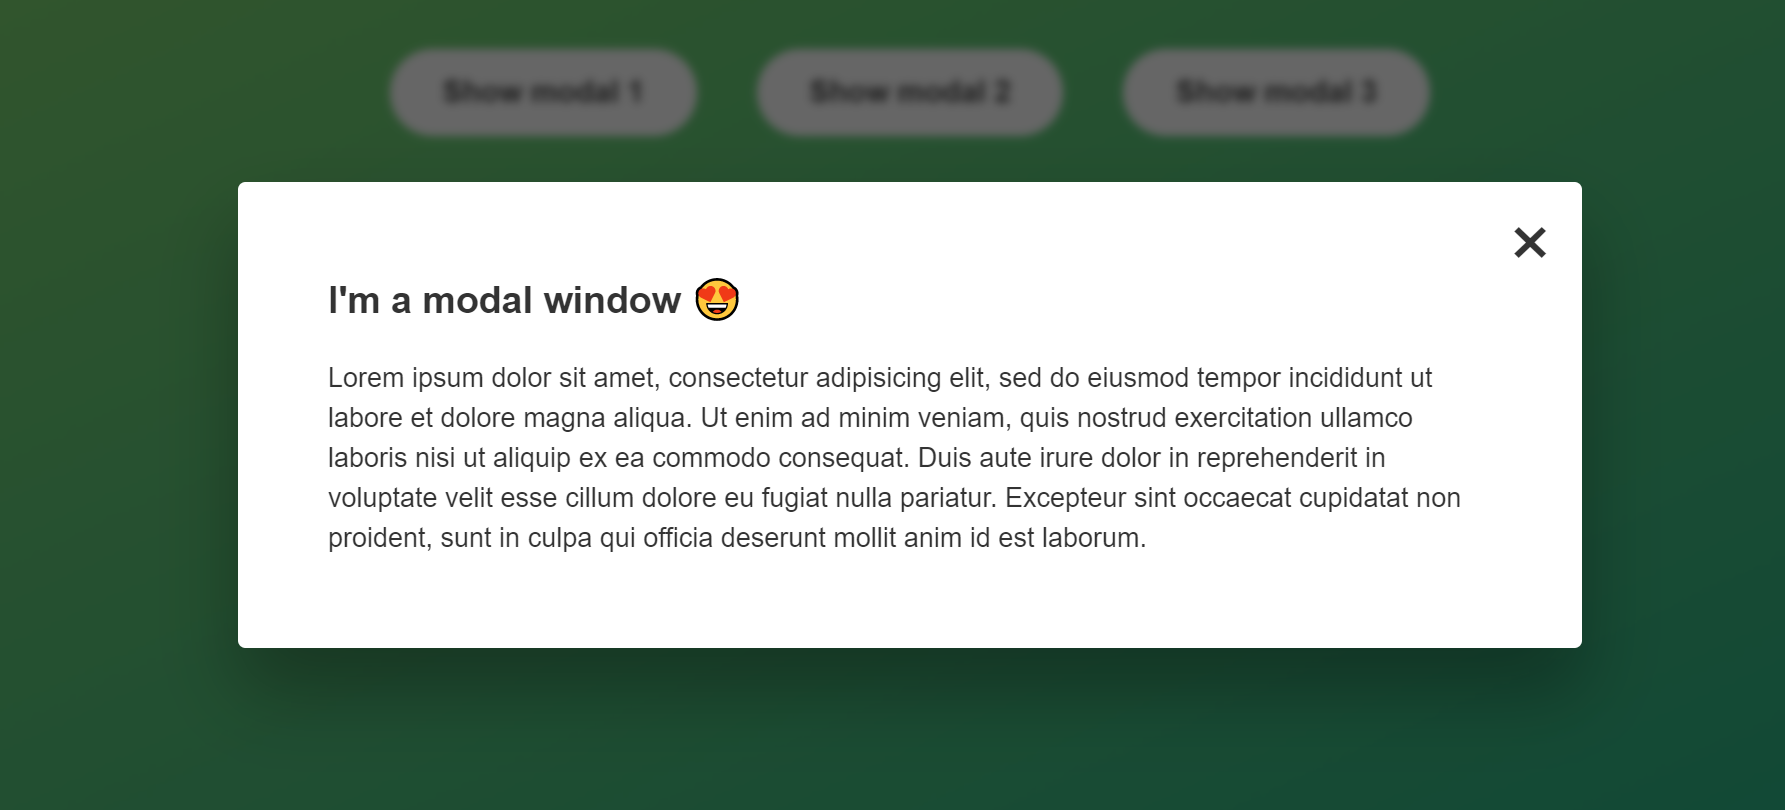 Show modal 1 Show modal 2 Show modal 3
×
I'm a modal window 😍
Lorem ipsum dolor sit amet, consectetur adipisicing elit, sed do eiusmod tempor incididunt ut
labore et dolore magna aliqua. Ut enim ad minim veniam, quis nostrud exercitation ullamco
laboris nisi ut aliquip ex ea commodo consequat. Duis aute irure dolor in reprehenderit in
voluptate velit esse cillum dolore eu fugiat nulla pariatur. Excepteur sint occaecat cupidatat non
proident, sunt in culpa qui officia deserunt mollit anim id est laborum.